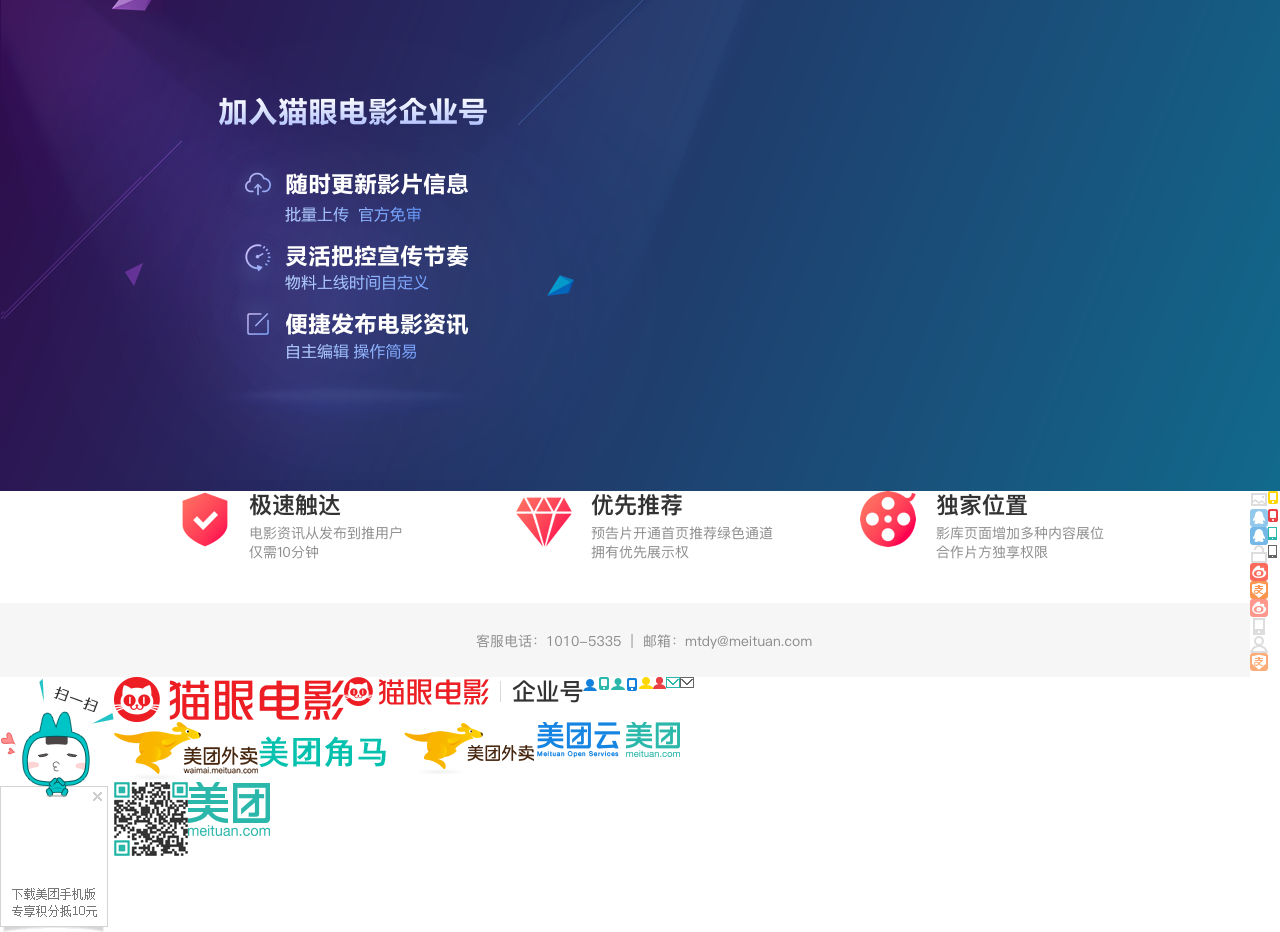 加入猫眼电影企业号
随时更新影片信息
批量上传 官方免审
灵活把控宣传节奏
物料上线时间自定义
便捷发布电影资讯
自主编辑 操作简易
极速触达
电影资讯从发布到推用户
仅需10分钟
优先推荐
预告片开通首页推荐绿色通道
拥有优先展示权
独家位置
影库页面增加多种内容展位
合作片方独享权限
客服电话：1010-5335 | 邮箱：mtdy@meituan.com
扫一扫
猫眼电影
猫眼电影 | 企业号
美团外卖
waimai.meituan.com
美团角马
美团外卖
美团云
Meituan Open Services
美团
meituan.com
美团
meituan.com
下载美团手机版
专享积分抵10元
支
支